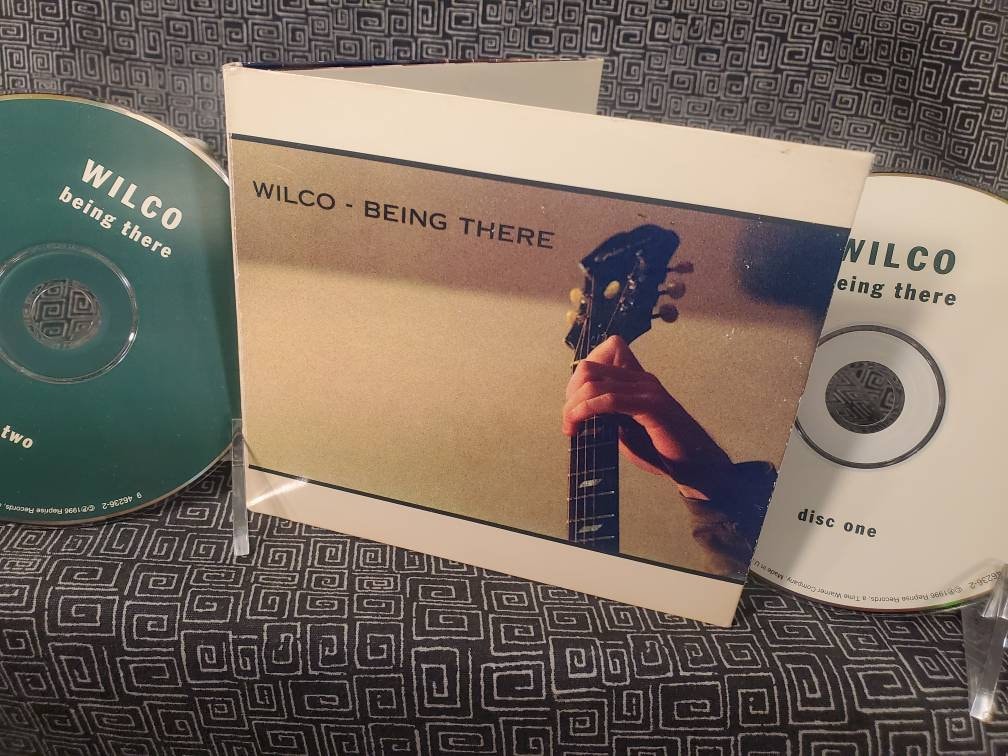 WILCO
being there
two
9 46236-2
℗©1996 Reprise Records,
WILCO - BEING THERE
WILCO
eing there
disc one
46236-2
℗©1996 Reprise Records, a Time Warner Company. Made in U.